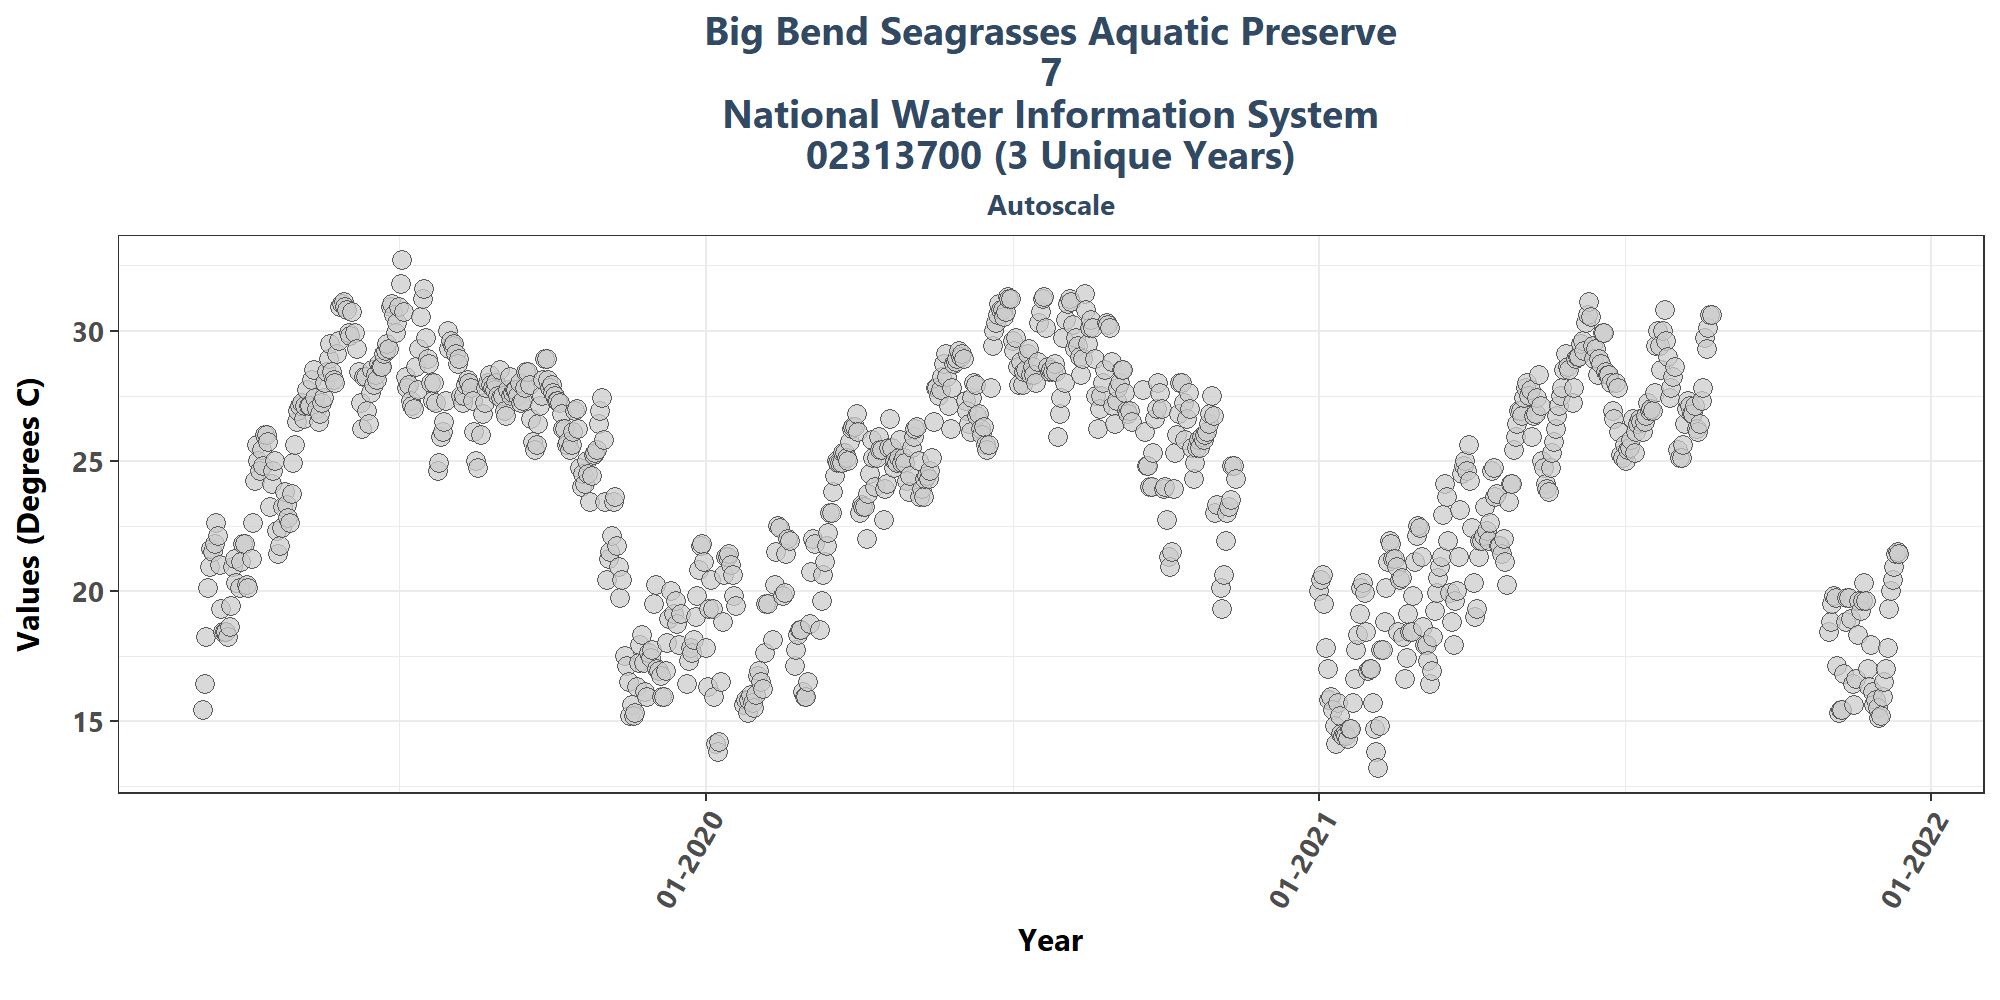 Big Bend Seagrasses Aquatic Preserve
7
National Water Information System
02313700 (3 Unique Years)
Autoscale
Values (Degrees C)
30
25
20
15
01-2020
01-2021
01-2022
Year